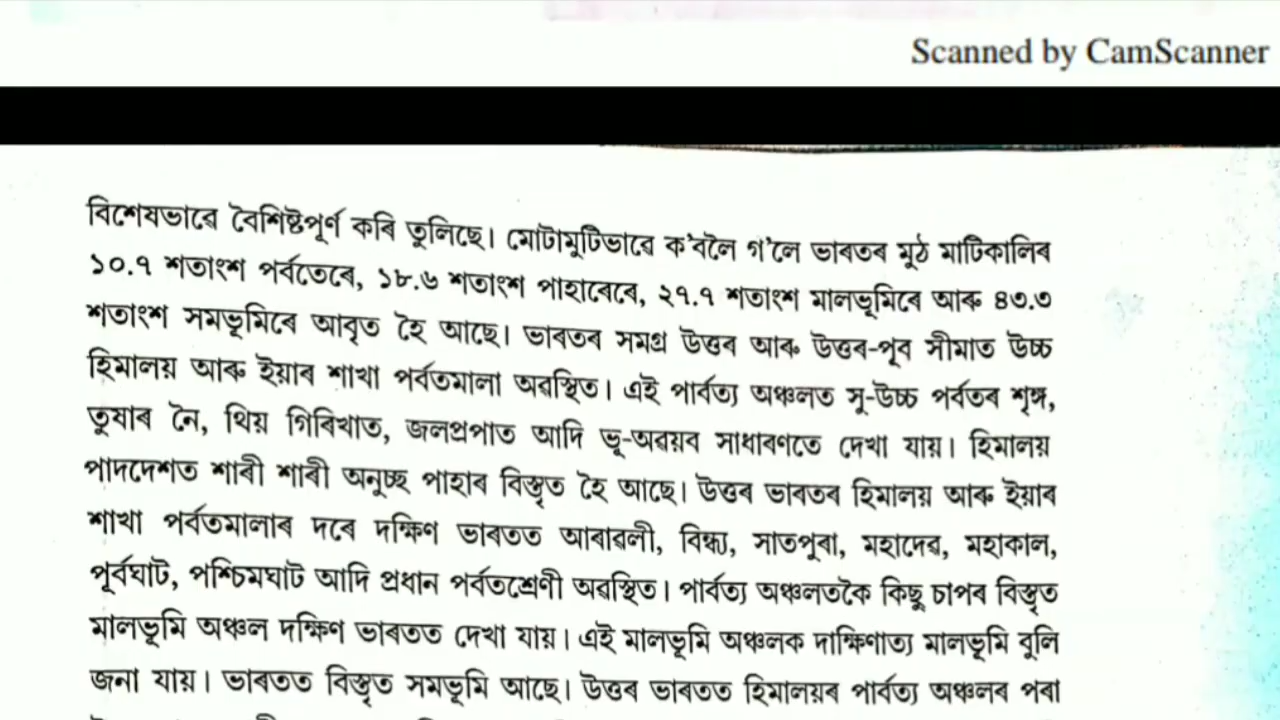 Scanned by CamScanner
বিশেষভাৱে বৈশিষ্টপূৰ্ণ কৰি তুলিছে। মোটামুটিভাৱে ক'বলৈ গ'লে ভাৰতৰ মুঠ মাটিকালিৰ
১০.৭ শতাংশ পৰ্বতেৰে, ১৮.৬ শতাংশ পাহাৰেৰে, ২৭.৭ শতাংশ মালভূমিৰে আৰু ৪৩.৩
শতাংশ সমভূমিৰে আবৃত হৈ আছে। ভাৰতৰ সমগ্ৰ উত্তৰ আৰু উত্তৰ-পূব সীমাত উচ্চ
হিমালয় আৰু ইয়াৰ শাখা পৰ্বতমালা অৱস্থিত। এই পাৰ্বত্য অঞ্চলত সু-উচ্চ পৰ্বতৰ শৃঙ্গ,
তুষাৰ নৈ, থিয় গিৰিখাত, জলপ্ৰপাত আদি ভূ-অৱয়ব সাধাৰণতে দেখা যায়। হিমালয়
পাদদেশত শাৰী শাৰী অনুচ্ছ পাহাৰ বিস্তৃত হৈ আছে। উত্তৰ ভাৰতৰ হিমালয় আৰু ইয়াৰ
শাখা পৰ্বতমালাৰ দৰে দক্ষিণ ভাৰতত আৰাৱলী, বিন্ধ্য, সাতপুৰা, মহাদেৱ, মহাকাল,
পূৰ্বঘাট, পশ্চিমঘাট আদি প্ৰধান পৰ্বতশ্ৰেণী অৱস্থিত। পাৰ্বত্য অঞ্চলতকৈ কিছু চাপৰ বিস্তৃত
মালভূমি অঞ্চল দক্ষিণ ভাৰতত দেখা যায়। এই মালভূমি অঞ্চলক দাক্ষিণাত্য মালভূমি বুলি
জনা যায়। ভাৰতত বিস্তৃত সমভূমি আছে। উত্তৰ ভাৰতত হিমালয়ৰ পাৰ্বত্য অঞ্চলৰ পৰা